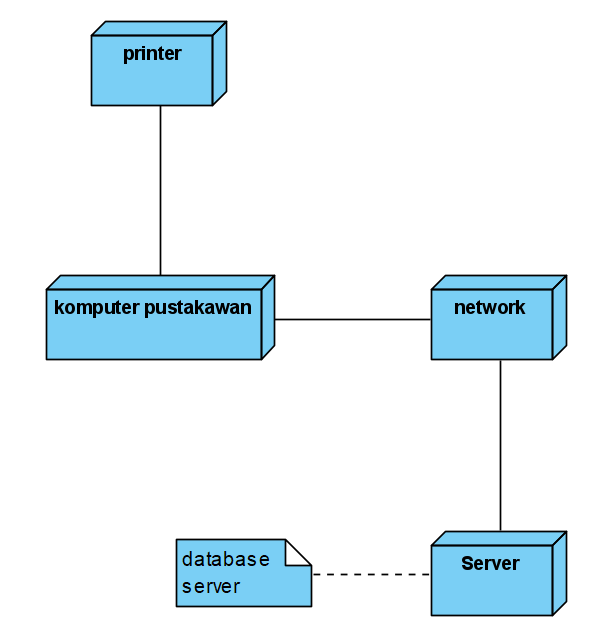 printer
komputer pustakawan
network
Server
database
server